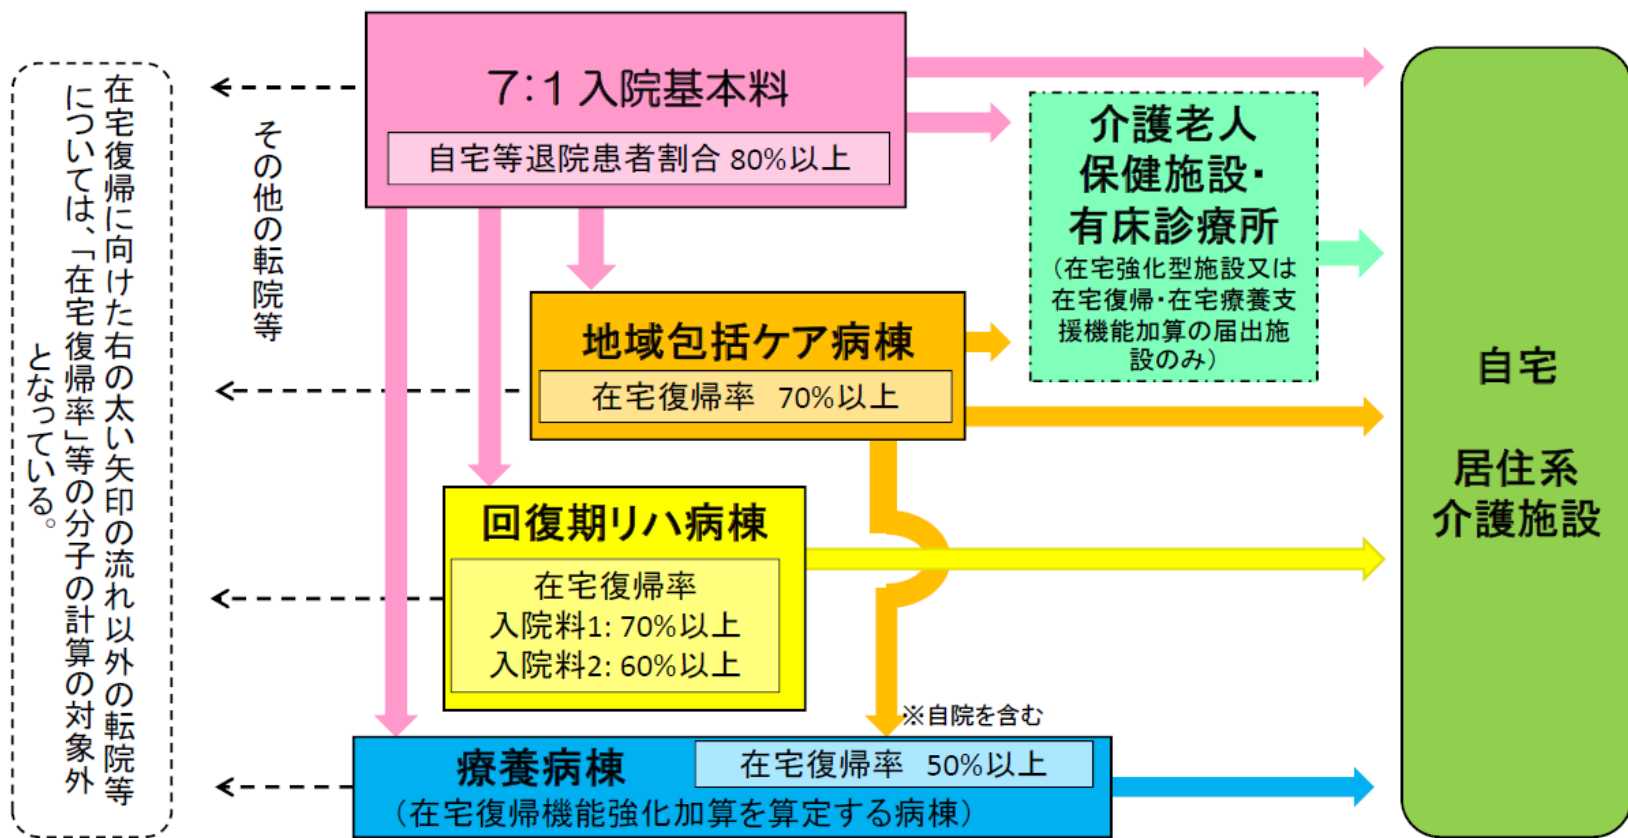 7:1入院基本料
自宅等退院患者割合 80%以上
介護老人
保健施設・
有床診療所
(在宅強化型施設又は
在宅復帰・在宅療養支
援機能加算の届出施
設のみ)
地域包括ケア病棟
在宅復帰率 70%以上
回復期リハ病棟
在宅復帰率
入院料1: 70%以上
入院料2: 60%以上
※自院を含む
療養病棟
在宅復帰率 50%以上
(在宅復帰機能強化加算を算定する病棟)
自宅
居住系
介護施設
その他の転院等
在宅復帰に向けた右の太い矢印の流れ以外の転院等
については、「在宅復帰率」等の分子の計算の対象外
となっている。